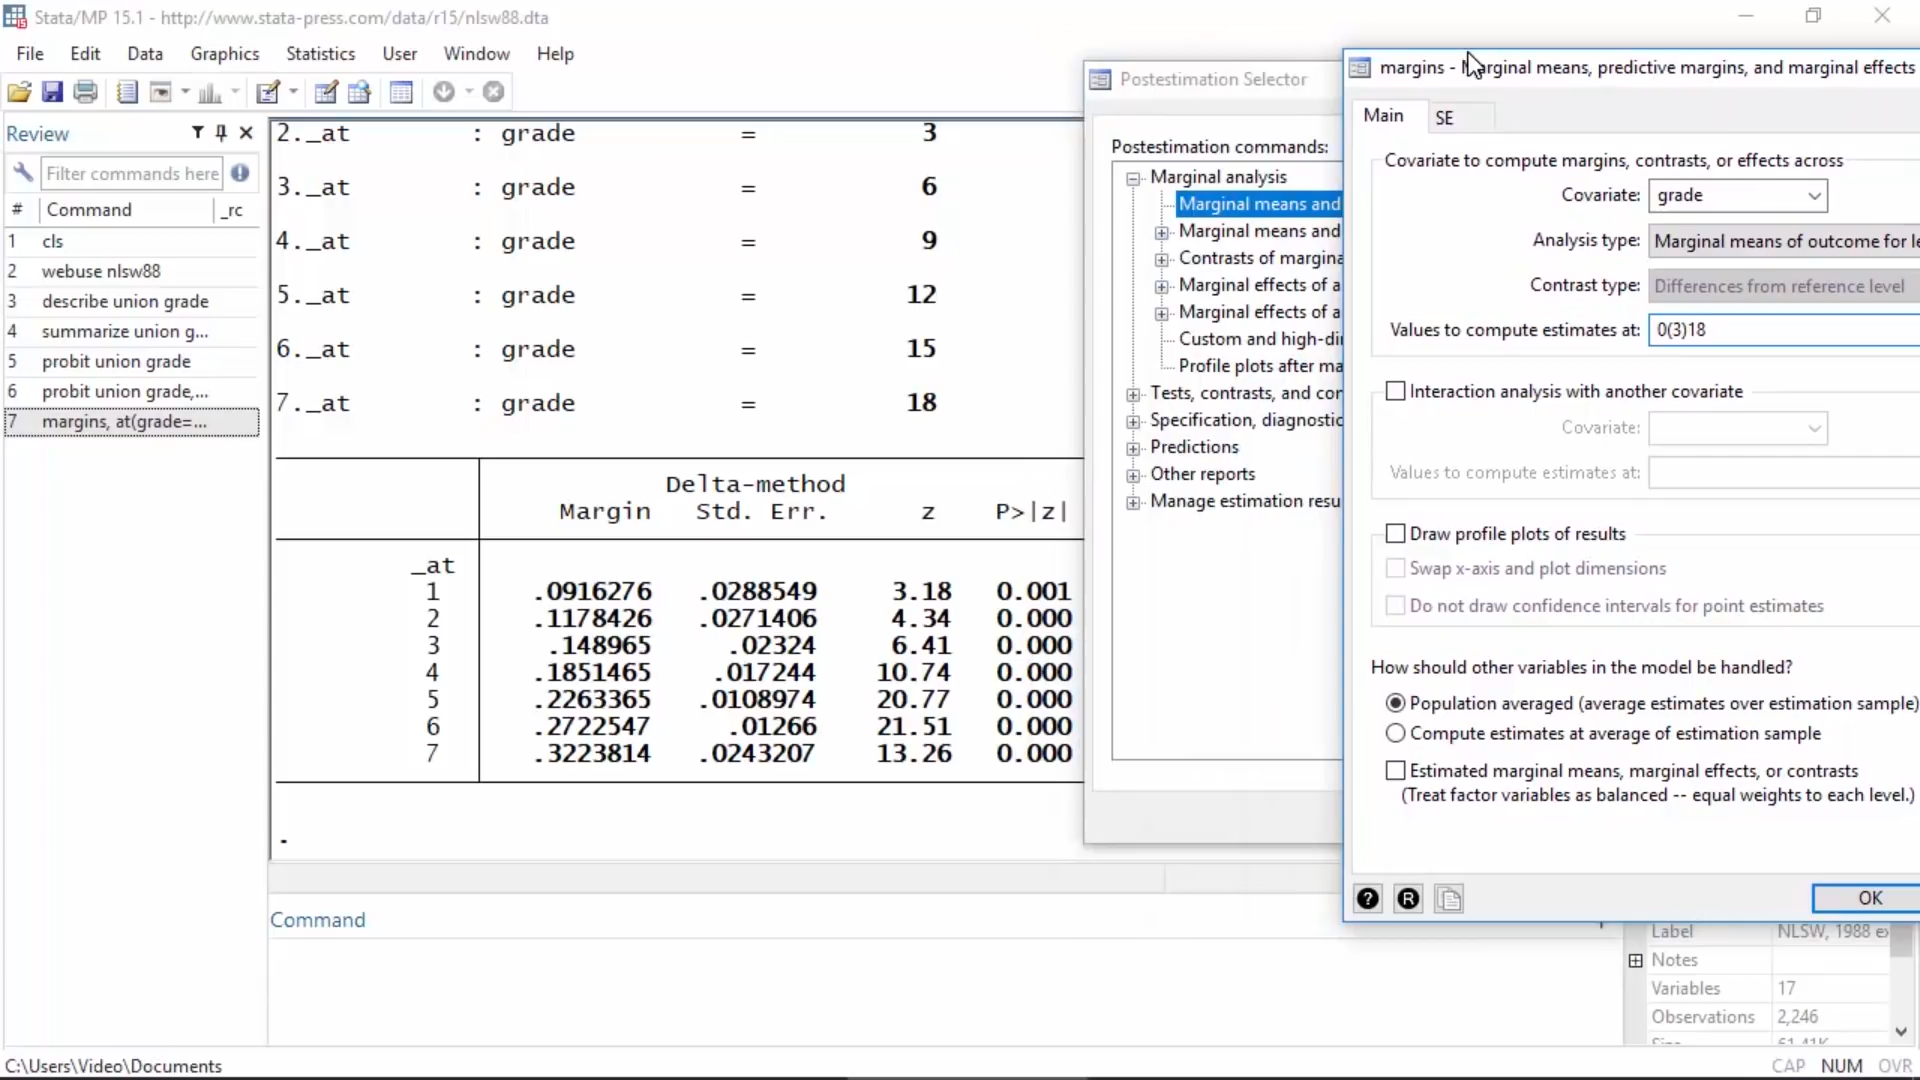 Stata/MP 15.1 - http://www.stata-press.com/data/r15/nlsw88.dta
File Edit Data Graphics Statistics User Window Help
Review
Filter commands here
# Command _rc
1 cls
2 webuse nlsw88
3 describe union grade
4 summarize union g...
5 probit union grade
6 probit union grade,...
7 margins, at(grade=...
2._at : grade = 3
3._at : grade = 6
4._at : grade = 9
5._at : grade = 12
6._at : grade = 15
7._at : grade = 18
Delta-method
Margin Std. Err. z P>|z|
_at
1 .0916276 .0288549 3.18 0.001
2 .1178426 .0271406 4.34 0.000
3 .148965 .02324 6.41 0.000
4 .1851465 .017244 10.74 0.000
5 .2263365 .0108974 20.77 0.000
6 .2722547 .01266 21.51 0.000
7 .3223814 .0243207 13.26 0.000
.
Command
Postestimation Selector
Postestimation commands:
Marginal analysis
Marginal means and
Marginal means and
Contrasts of margina
Marginal effects of a
Marginal effects of a
Custom and high-di
Profile plots after ma
Tests, contrasts, and cor
Specification, diagnostic
Predictions
Other reports
Manage estimation resu
margins - Marginal means, predictive margins, and marginal effects
Main SE
Covariate to compute margins, contrasts, or effects across
Covariate: grade
Analysis type: Marginal means of outcome for le
Contrast type: Differences from reference level
Values to compute estimates at: 0(3)18
Interaction analysis with another covariate
Covariate:
Values to compute estimates at:
Draw profile plots of results
Swap x-axis and plot dimensions
Do not draw confidence intervals for point estimates
How should other variables in the model be handled?
Population averaged (average estimates over estimation sample)
Compute estimates at average of estimation sample
Estimated marginal means, marginal effects, or contrasts
(Treat factor variables as balanced -- equal weights to each level.)
OK
Label NLSW, 1988 ex
Notes
Variables 17
Observations 2,246
C:\Users\Video\Documents
CAP NUM OVR